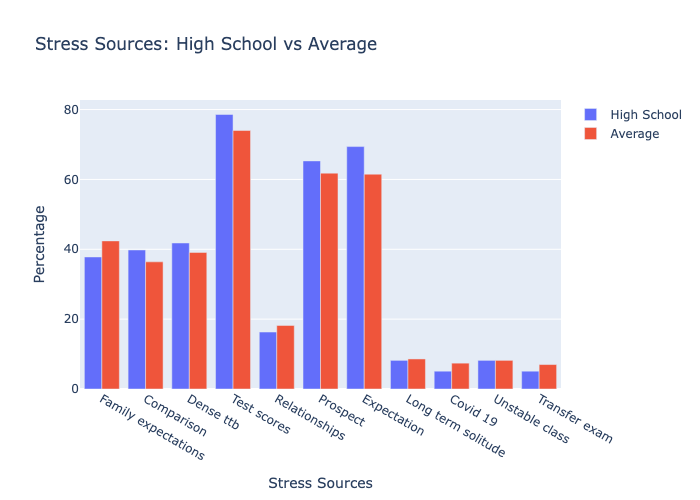 Stress Sources: High School vs Average
High School
Average
Percentage
80
60
40
20
0
Family expectations
Comparison
Dense ttb
Test scores
Relationships
Prospect
Expectation
Long term solitude
Covid 19
Unstable class
Transfer exam
Stress Sources